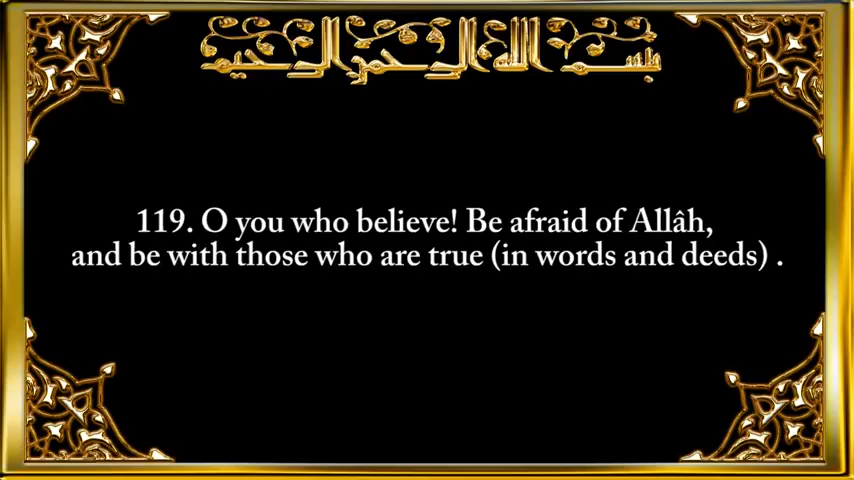 بسم الله الرحمن الرحيم
119. O you who believe! Be afraid of Allâh,
and be with those who are true (in words and deeds) .